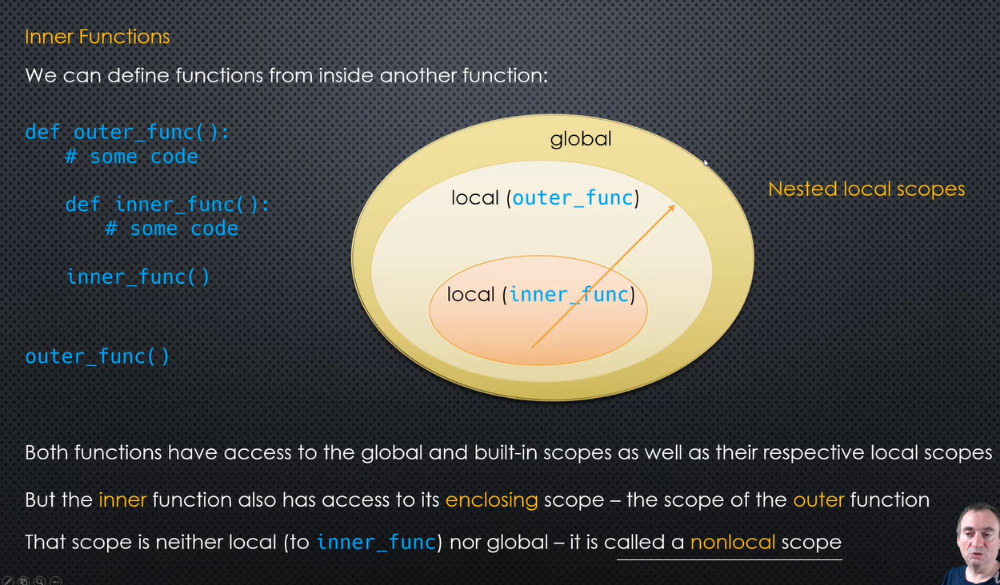 Inner Functions
We can define functions from inside another function:
def outer_func():
# some code
def inner_func():
# some code
inner_func()
outer_func()
global
local (outer_func)
local (inner_func)
Nested local scopes
Both functions have access to the global and built-in scopes as well as their respective local scopes
But the inner function also has access to its enclosing scope – the scope of the outer function
That scope is neither local (to inner_func) nor global – it is called a nonlocal scope